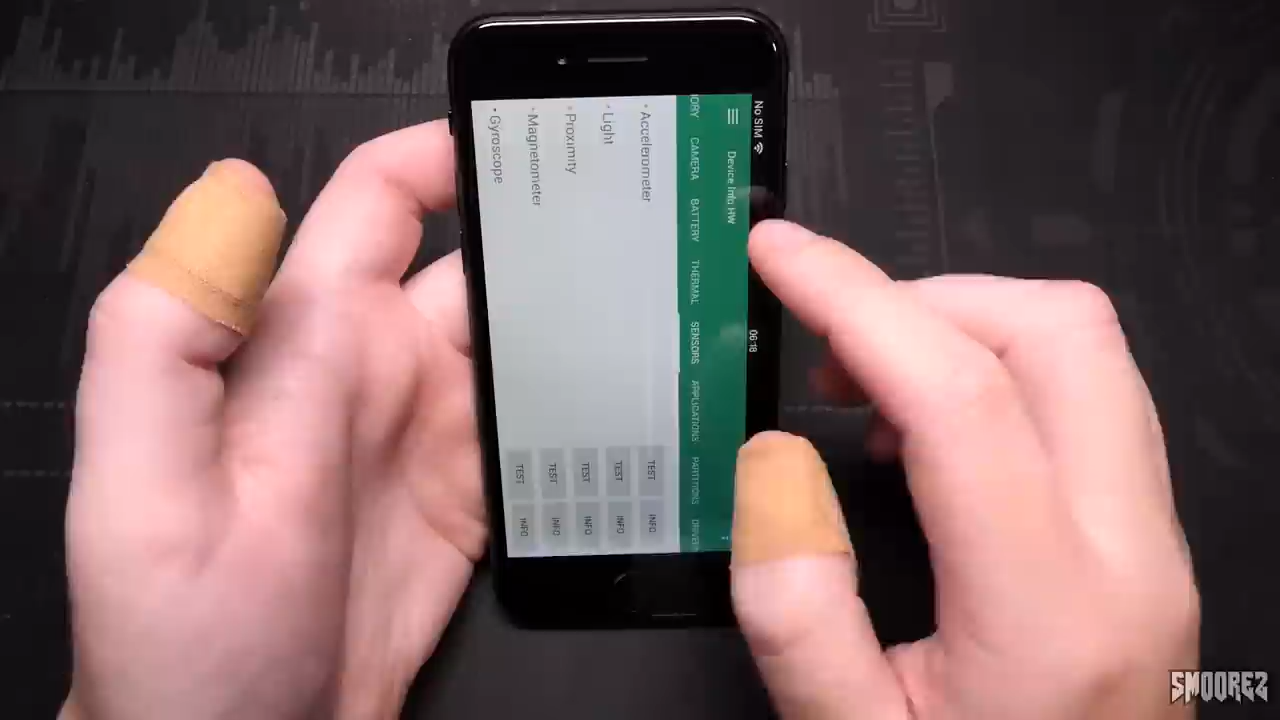 No SIM
06:18
Device Info HW
ORY CAMERA BATTERY THERMAL SENSORS APPLICATIONS PARTITIONS DRIVER
• Accelerometer TEST INFO
• Light TEST INFO
• Proximity TEST INFO
• Magnetometer TEST INFO
• Gyroscope TEST INFO
SMOOREZ